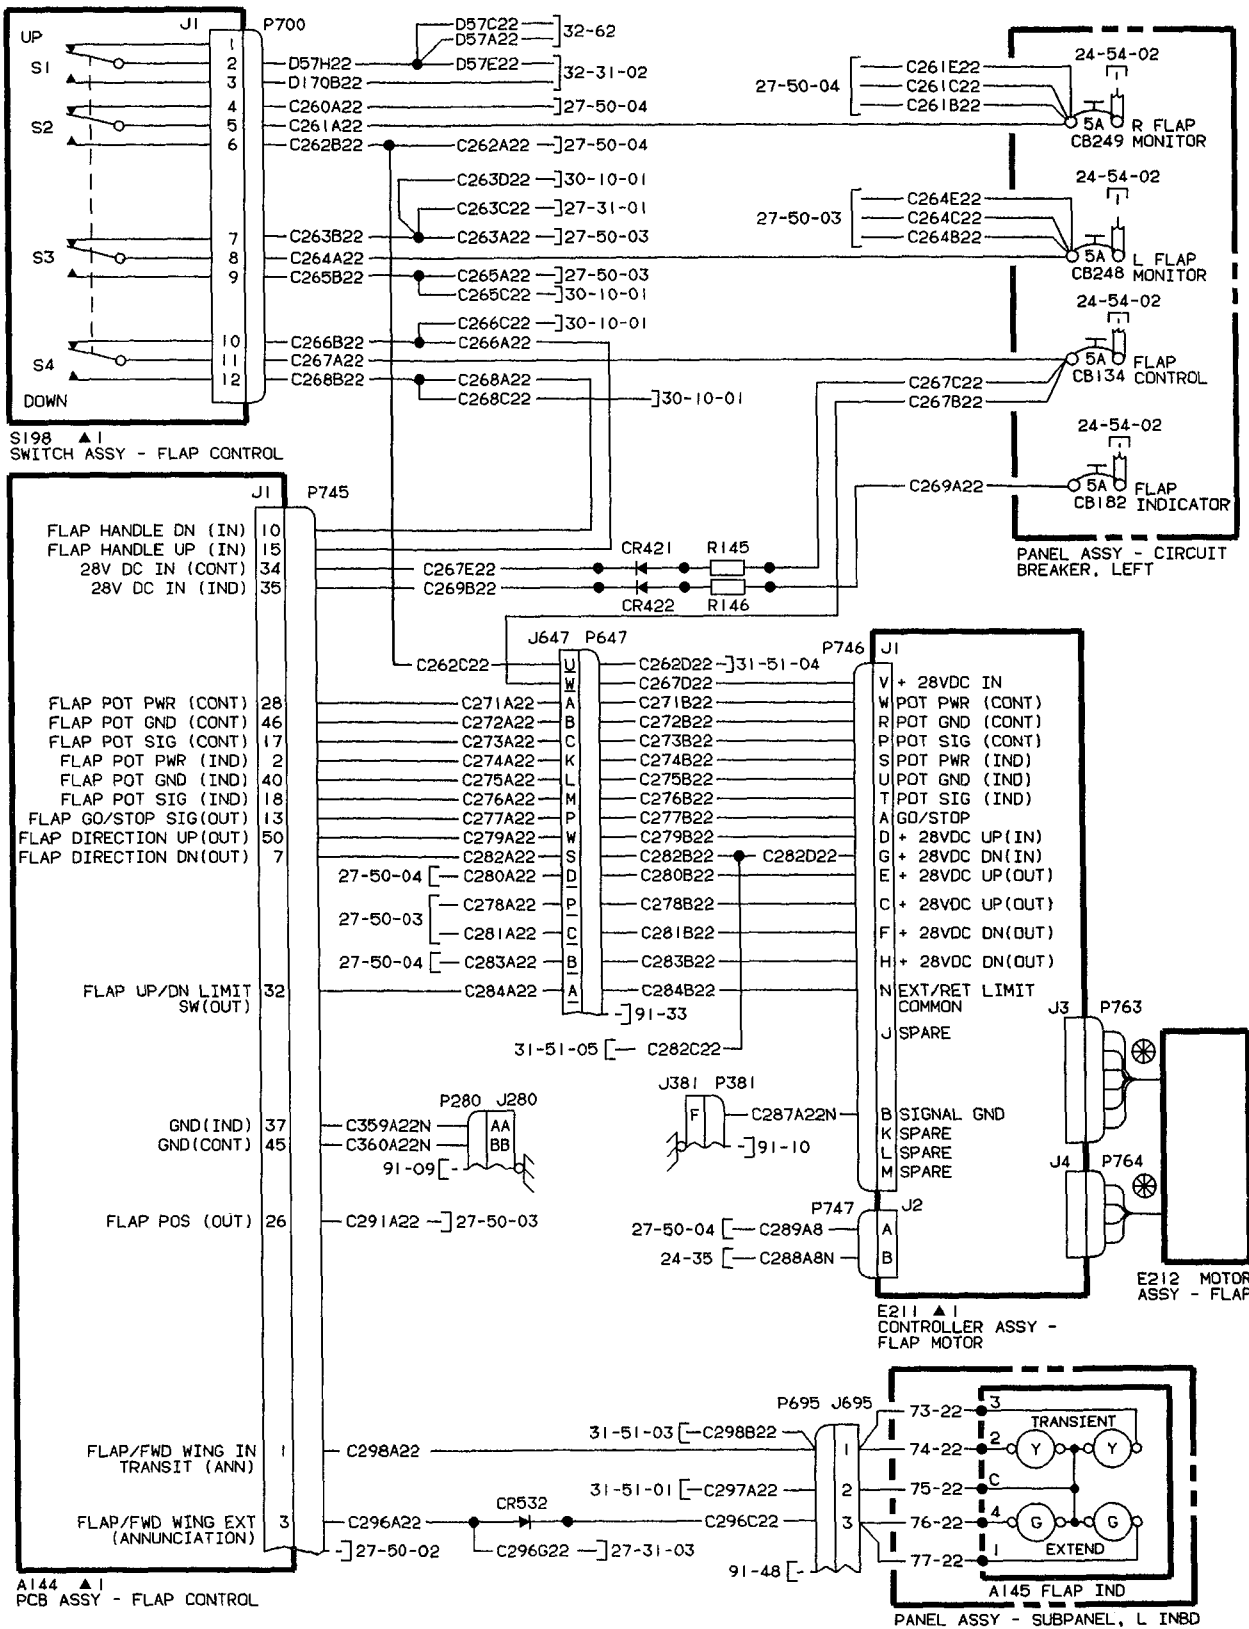 UP
S1
S2
S3
S4
DOWN
J1 P700
1
2
3
4
5
6
7
8
9
10
11
12
S198 ▲1
SWITCH ASSY - FLAP CONTROL
D57C22
D57A22 ]32-62
D57H22 D57E22
D170B22 ]32-31-02
C260A22 ]27-50-04
C261A22
C262B22 C262A22 ]27-50-04
C263D22 ]30-10-01
C263C22 ]27-31-01
C263B22 C263A22 ]27-50-03
C264A22
C265B22 C265A22 ]27-50-03
C265C22 ]30-10-01
C266C22 ]30-10-01
C266B22 C266A22
C267A22
C268B22 C268A22
C268C22 ]30-10-01
27-50-04 [ C261E22
C261C22
C261B22
27-50-03 [ C264E22
C264C22
C264B22
C267C22
C267B22
C269A22
24-54-02
5A R FLAP
CB249 MONITOR
24-54-02
5A L FLAP
CB248 MONITOR
24-54-02
5A FLAP
CB134 CONTROL
24-54-02
5A FLAP
CB182 INDICATOR
PANEL ASSY - CIRCUIT
BREAKER, LEFT
J1 P745
FLAP HANDLE DN (IN) 10
FLAP HANDLE UP (IN) 15
28V DC IN (CONT) 34 C267E22 CR421 R145
28V DC IN (IND) 35 C269B22 CR422 R146
J647 P647
P746 J1
C262C22 U C262D22 ]31-51-04
W C267D22 V + 28VDC IN
FLAP POT PWR (CONT) 28 C271A22 A C271B22 W POT PWR (CONT)
FLAP POT GND (CONT) 46 C272A22 B C272B22 R POT GND (CONT)
FLAP POT SIG (CONT) 17 C273A22 C C273B22 P POT SIG (CONT)
FLAP POT PWR (IND) 2 C274A22 K C274B22 S POT PWR (IND)
FLAP POT GND (IND) 40 C275A22 L C275B22 U POT GND (IND)
FLAP POT SIG (IND) 18 C276A22 M C276B22 T POT SIG (IND)
FLAP GO/STOP SIG(OUT) 13 C277A22 P C277B22 A GO/STOP
FLAP DIRECTION UP(OUT) 50 C279A22 W C279B22 D + 28VDC UP(IN)
FLAP DIRECTION DN(OUT) 7 C282A22 S C282B22 C282D22 G + 28VDC DN(IN)
27-50-04 [ C280A22 D C280B22 E + 28VDC UP(OUT)
27-50-03 [ C278A22 P C278B22 C + 28VDC UP(OUT)
C281A22 C C281B22 F + 28VDC DN(OUT)
27-50-04 [ C283A22 B C283B22 H + 28VDC DN(OUT)
FLAP UP/DN LIMIT 32 C284A22 A C284B22 N EXT/RET LIMIT
SW(OUT)
COMMON
]91-33
J SPARE
31-51-05 [ C282C22
J3 P763
J381 P381
F C287A22N B SIGNAL GND
]91-10
K SPARE
L SPARE
M SPARE
P280 J280
GND(IND) 37 C359A22N AA
GND(CONT) 45 C360A22N BB
91-09[
J4 P764
FLAP POS (OUT) 26 C291A22 ]27-50-03
P747 J2
27-50-04 [ C289A8 A
24-35 [ C288A8N B
E212 MOTOR
ASSY - FLAP
E211 ▲1
CONTROLLER ASSY -
FLAP MOTOR
P695 J695
31-51-03 [ C298B22
FLAP/FWD WING IN 1 C298A22 1
TRANSIT (ANN)
31-51-01 [ C297A22 2
FLAP/FWD WING EXT 3 C296A22 CR532 C296C22 3
(ANNUNCIATION)
C296G22 ]27-31-03
]27-50-02
91-48[
73-22 3
TRANSIENT
74-22 2 Y Y
75-22 C
76-22 4 G G
EXTEND
77-22 1
A145 FLAP IND
A144 ▲1
PCB ASSY - FLAP CONTROL
PANEL ASSY - SUBPANEL, L INBD